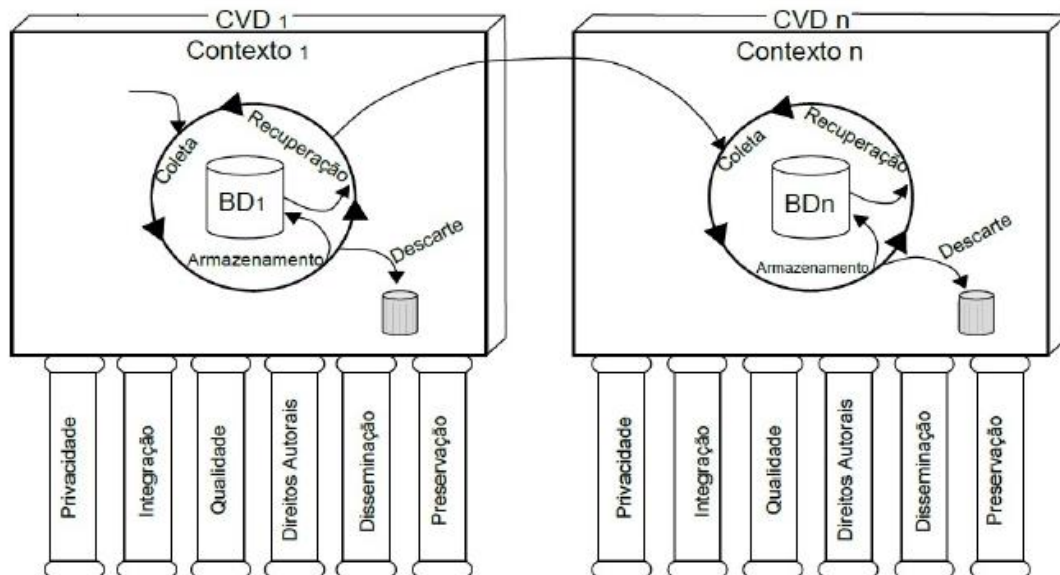 CVD 1
Contexto 1
Coleta
Recuperação
BD1
Armazenamento
Descarte
Privacidade
Integração
Qualidade
Direitos Autorais
Disseminação
Preservação
CVD n
Contexto n
Coleta
Recuperação
BDn
Armazenamento
Descarte
Privacidade
Integração
Qualidade
Direitos Autorais
Disseminação
Preservação